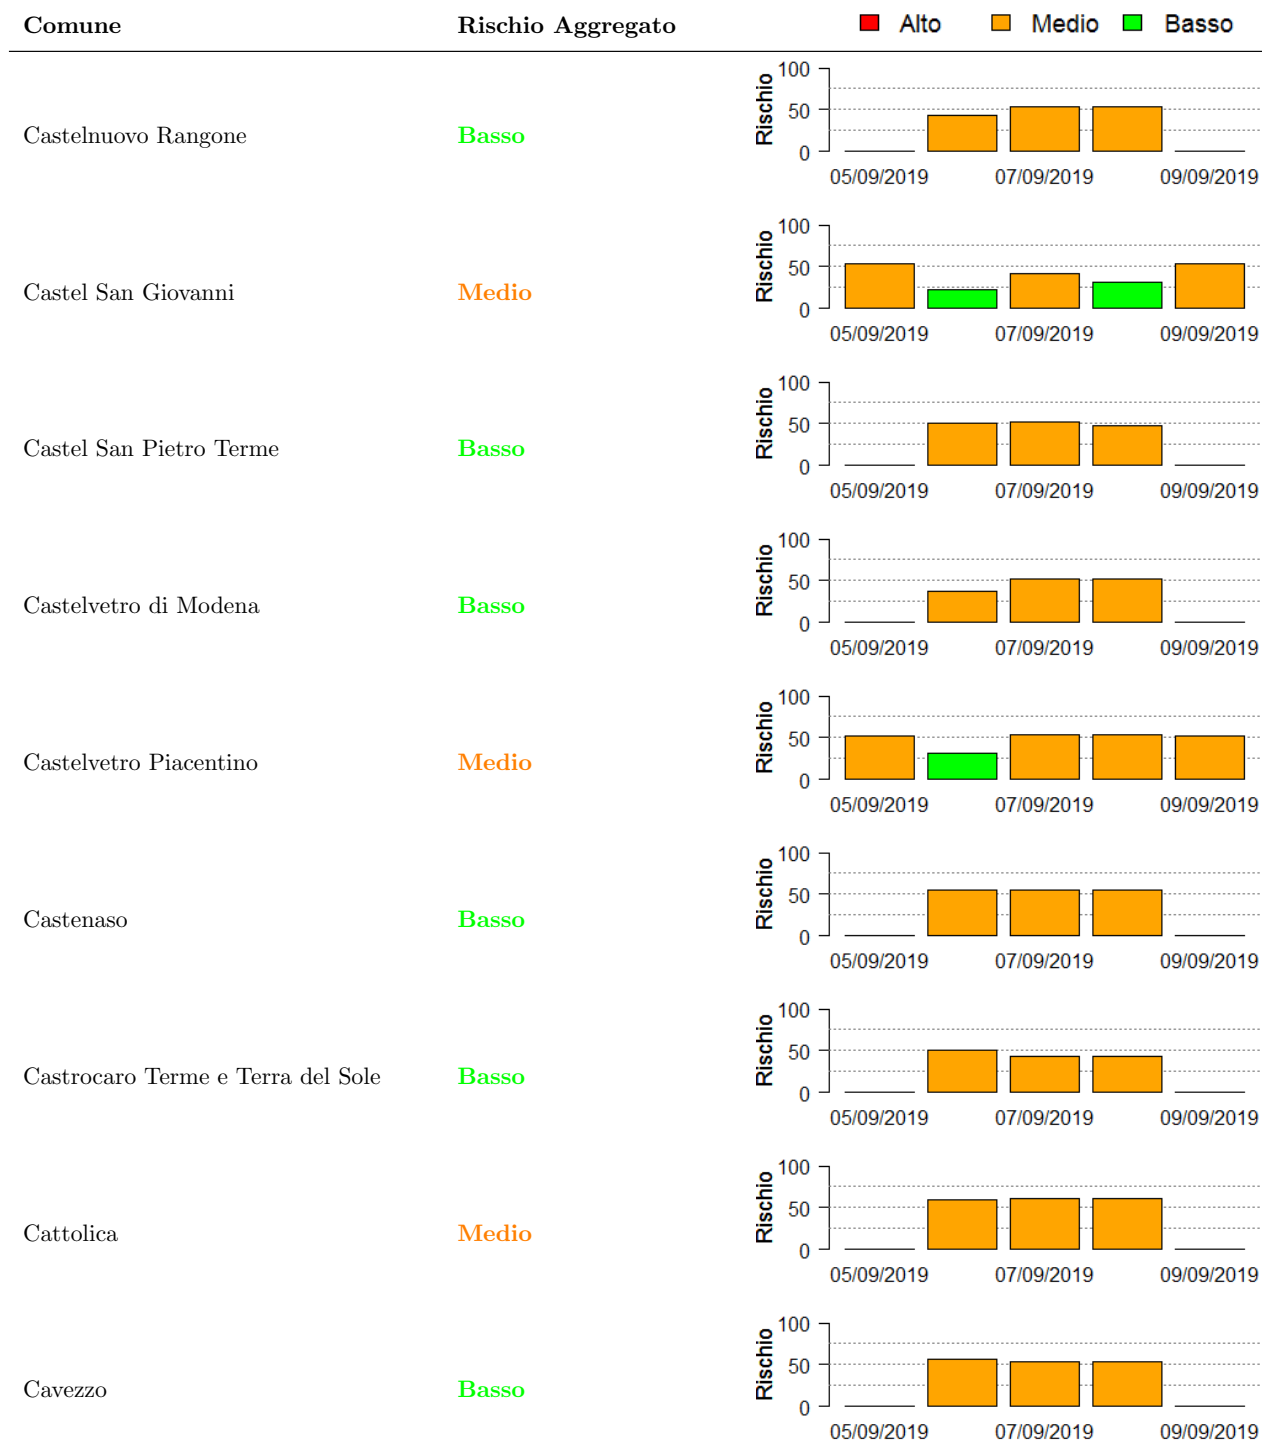 Comune Rischio Aggregato Alto Medio Basso
100
50
0
Rischio
Castelnuovo Rangone Basso
05/09/2019 07/09/2019 09/09/2019
100
50
0
Rischio
Castel San Giovanni Medio
05/09/2019 07/09/2019 09/09/2019
100
50
0
Rischio
Castel San Pietro Terme Basso
05/09/2019 07/09/2019 09/09/2019
100
50
0
Rischio
Castelvetro di Modena Basso
05/09/2019 07/09/2019 09/09/2019
100
50
0
Rischio
Castelvetro Piacentino Medio
05/09/2019 07/09/2019 09/09/2019
100
50
0
Rischio
Castenaso Basso
05/09/2019 07/09/2019 09/09/2019
100
50
0
Rischio
Castrocaro Terme e Terra del Sole Basso
05/09/2019 07/09/2019 09/09/2019
100
50
0
Rischio
Cattolica Medio
05/09/2019 07/09/2019 09/09/2019
100
50
0
Rischio
Cavezzo Basso
05/09/2019 07/09/2019 09/09/2019